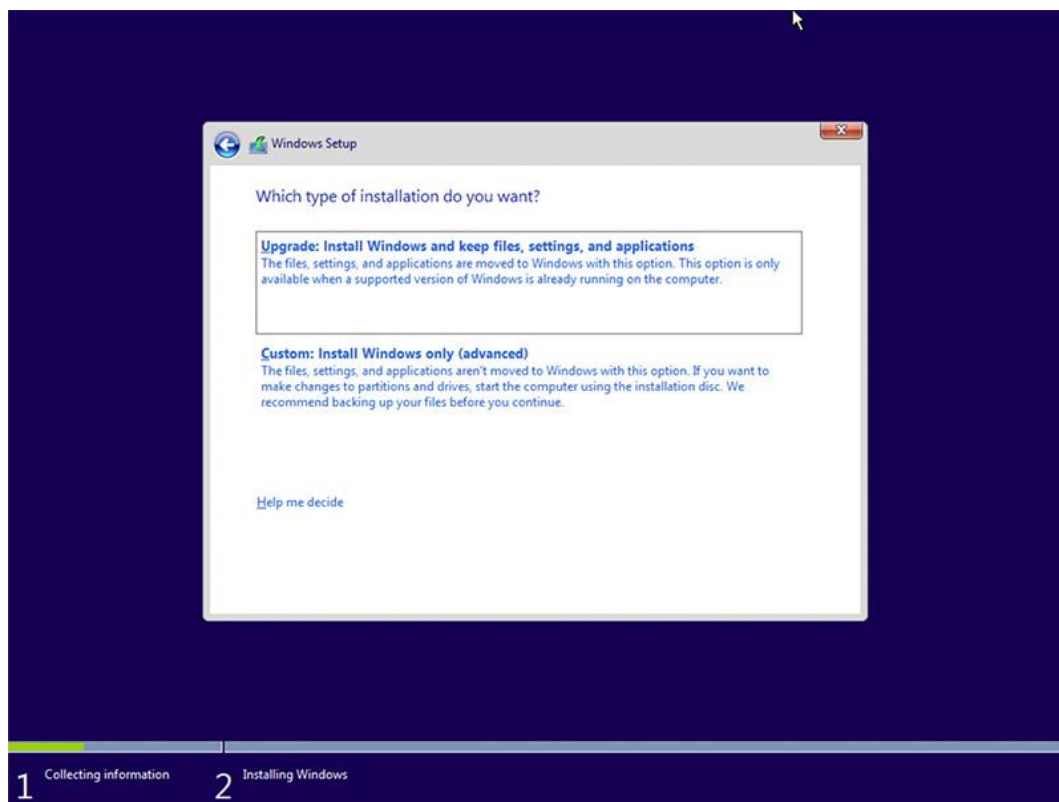 Windows Setup
Which type of installation do you want?
Upgrade: Install Windows and keep files, settings, and applications
The files, settings, and applications are moved to Windows with this option. This option is only
available when a supported version of Windows is already running on the computer.
Custom: Install Windows only (advanced)
The files, settings, and applications aren't moved to Windows with this option. If you want to
make changes to partitions and drives, start the computer using the installation disc. We
recommend backing up your files before you continue.
Help me decide
1 Collecting information 2 Installing Windows